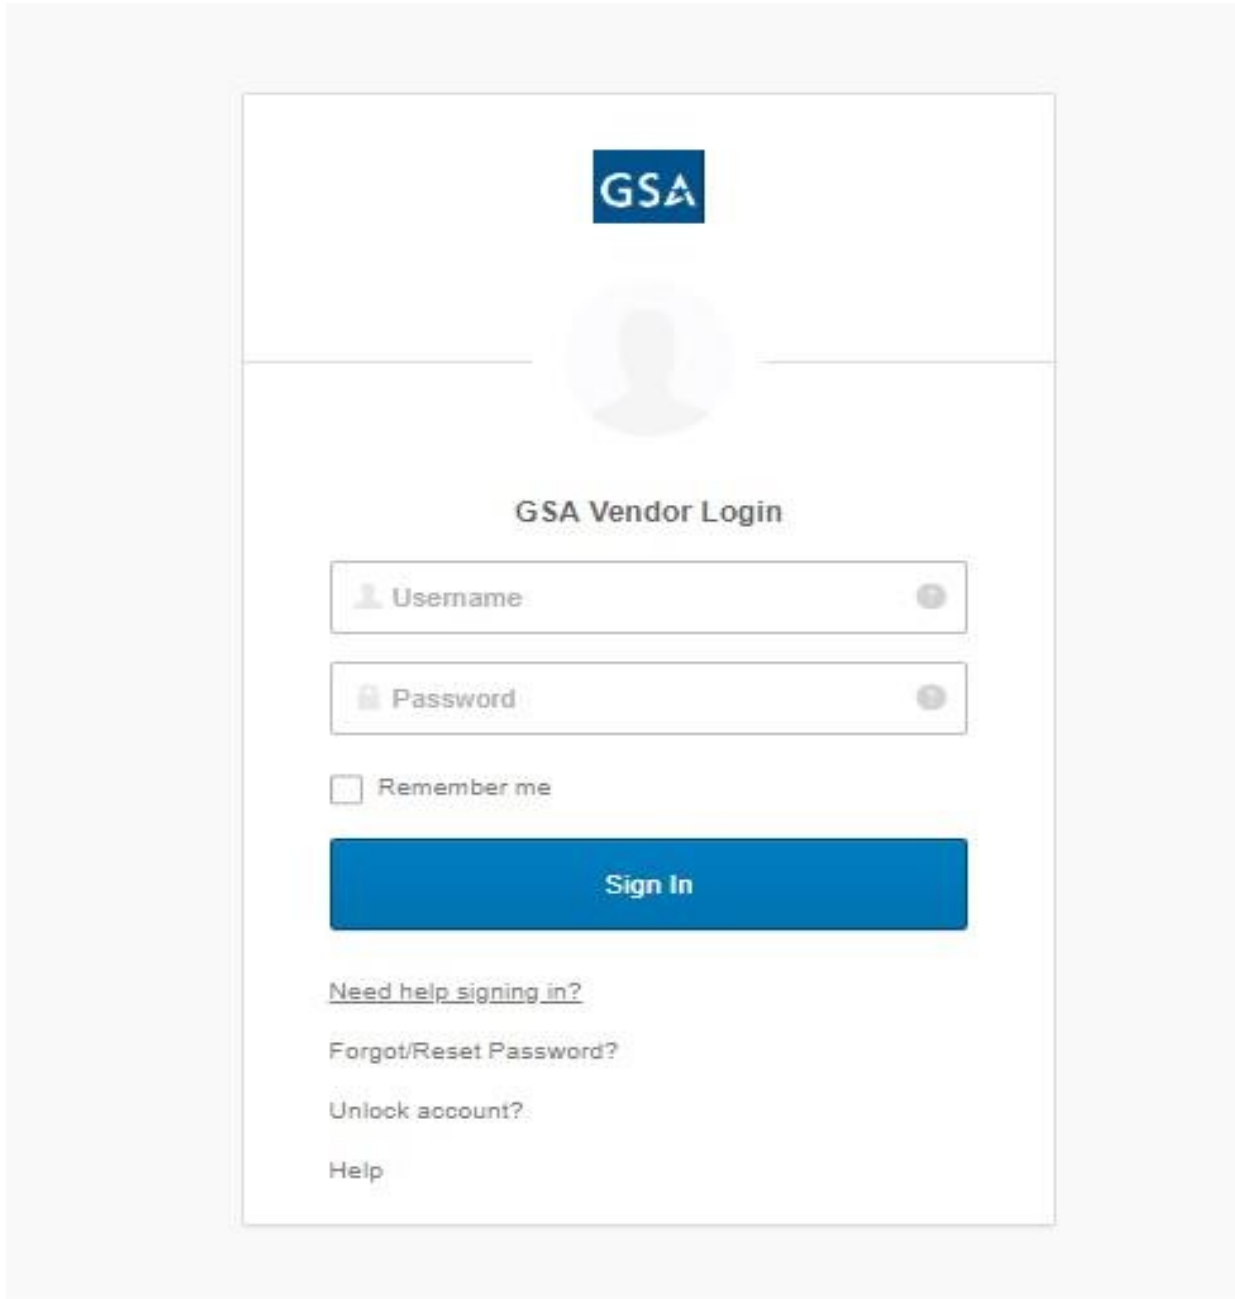 GSA
GSA Vendor Login
Username
Password
Remember me
Sign In
Need help signing in?
Forgot/Reset Password?
Unlock account?
Help